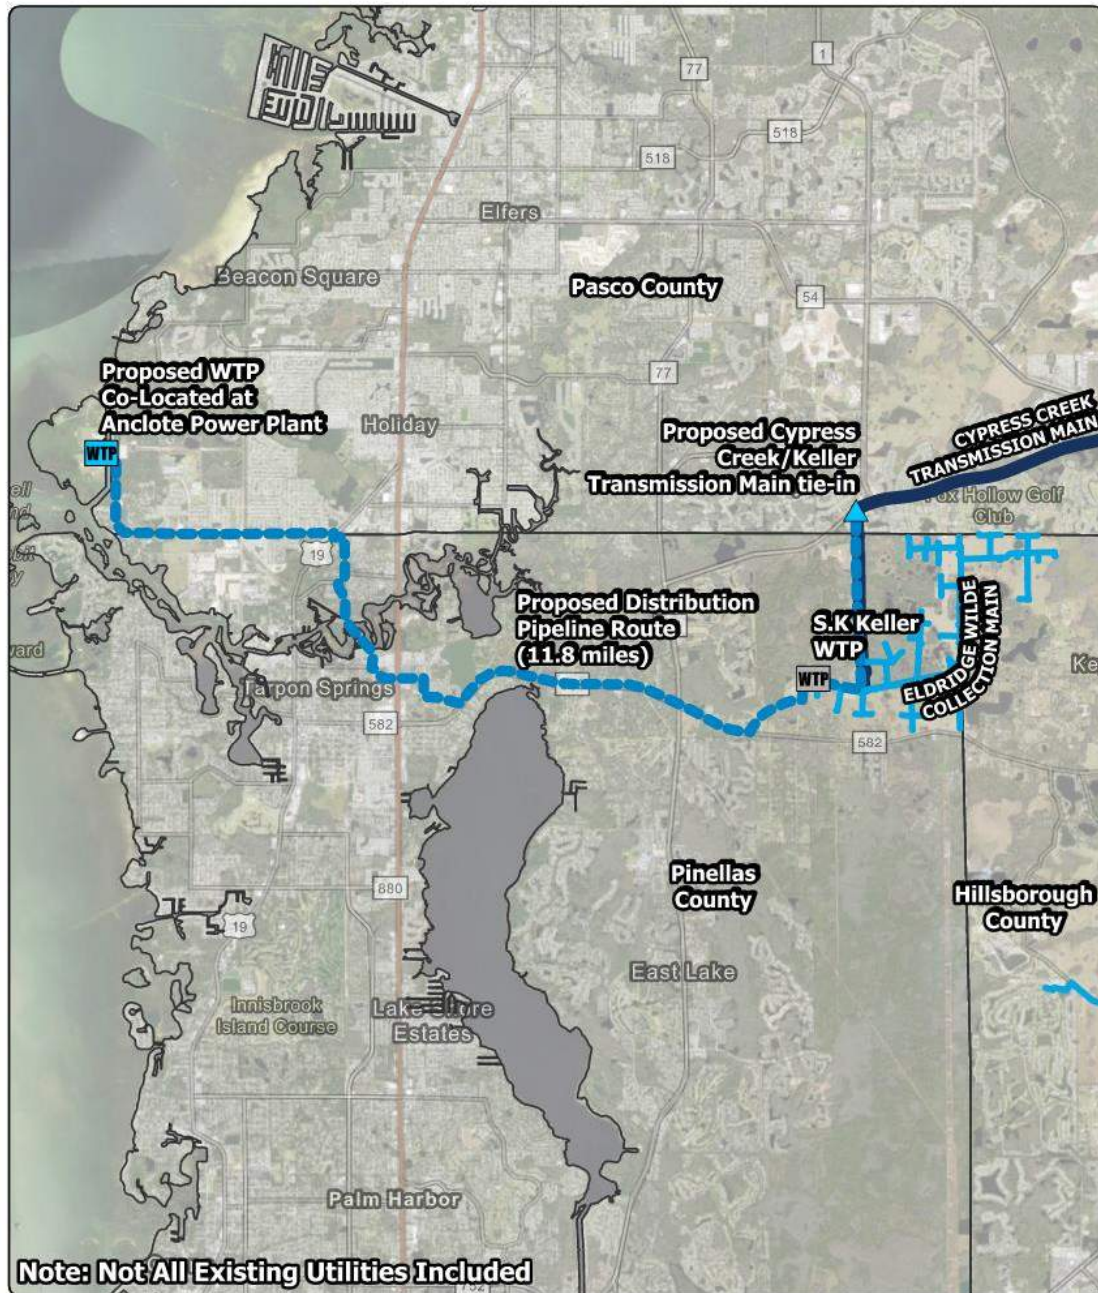 77
1
518
518
Elfers
Beacon Square
Pasco County
54
Proposed WTP
Co-Located at
Anclote Power Plant
77
Holiday
Proposed Cypress
Creek/Keller
Transmission Main tie-in
CYPRESS CREEK
TRANSMISSION MAIN
WTP
Fox Hollow Golf
Club
19
Proposed Distribution
Pipeline Route
(11.8 miles)
S.K Keller
WTP
WTP
ELDRIDGE WILDE
COLLECTION MAIN
Ke
ward
Tarpon Springs
582
582
Pinellas
County
880
Hillsborough
County
19
East Lake
Innisbrook
Island Course
Lake Shore
Estates
Palm Harbor
Note: Not All Existing Utilities Included